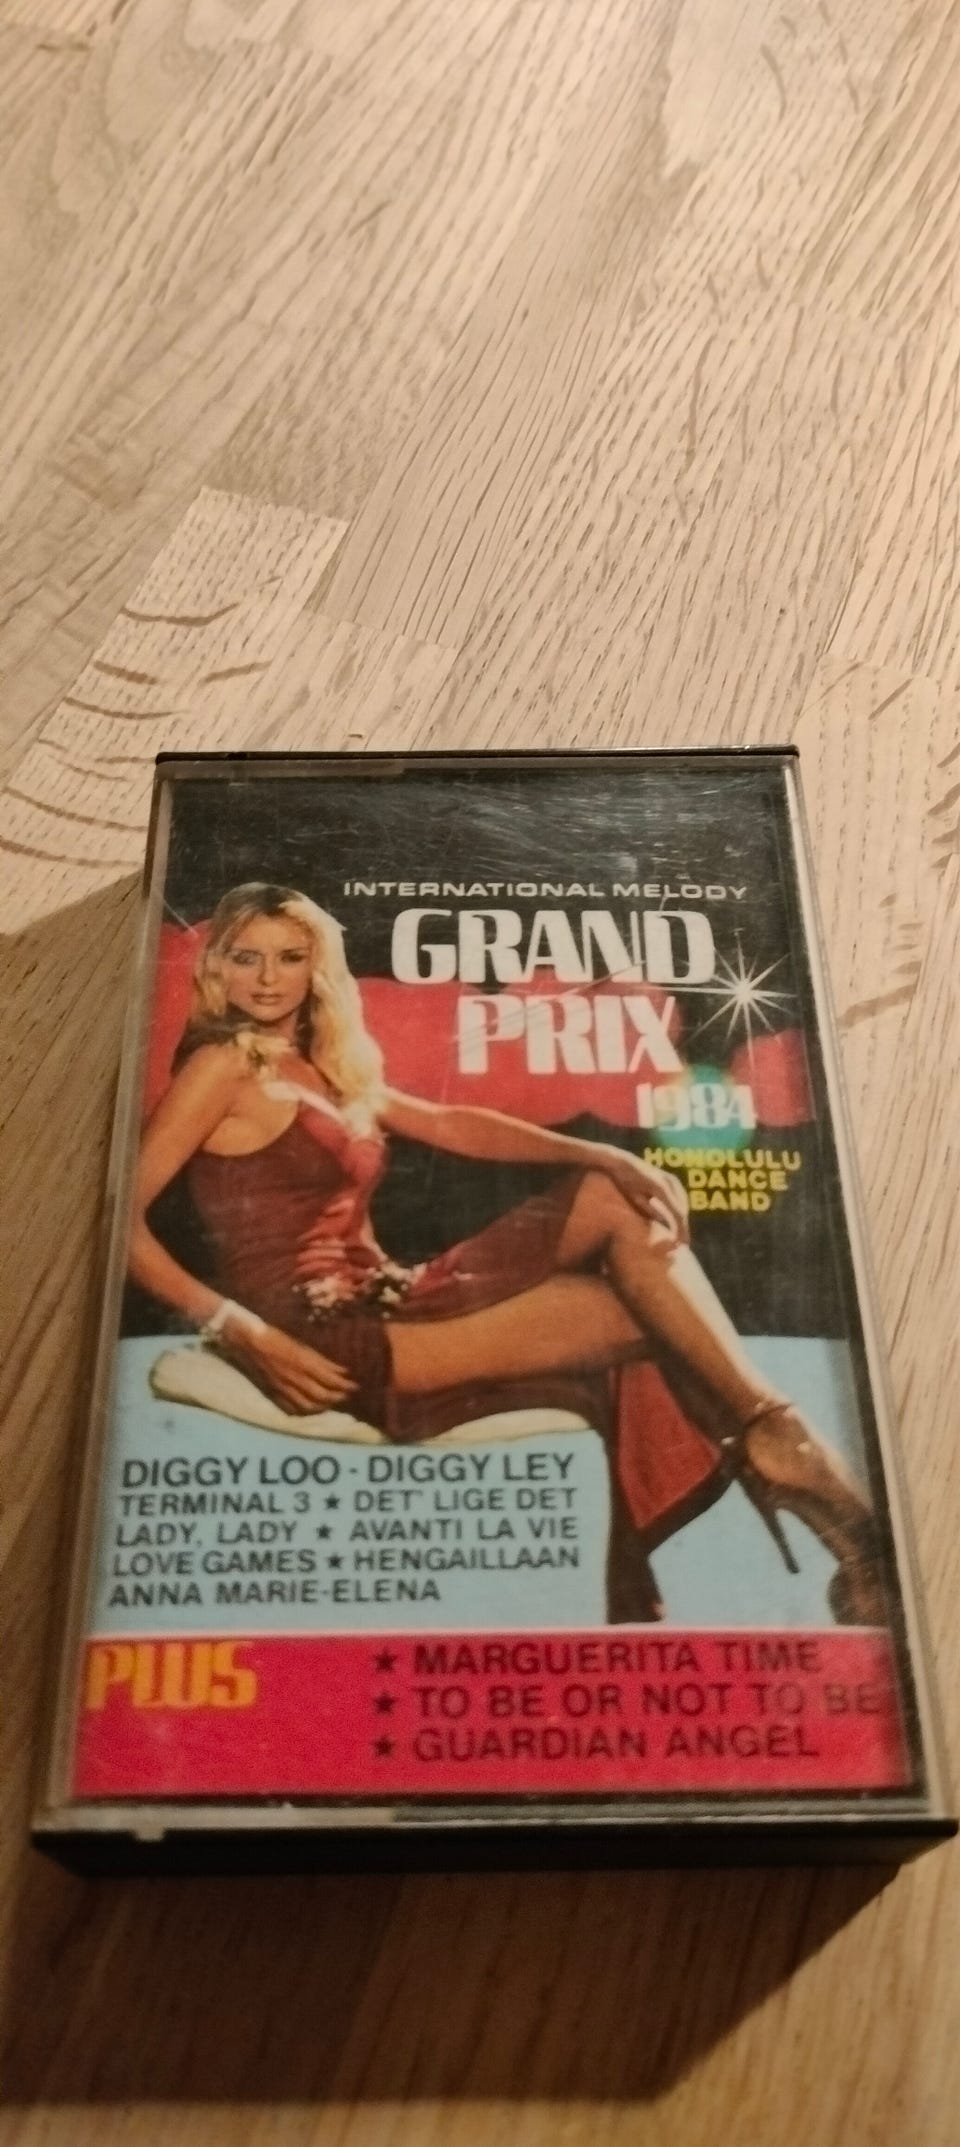 INTERNATIONAL MELODY
GRAND
PRIX
1984
HONOLULU
DANCE
BAND
DIGGY LOO - DIGGY LEY
TERMINAL 3 ★ DET' LIGE DET
LADY, LADY ★ AVANTI LA VIE
LOVE GAMES ★ HENGAILLAAN
ANNA MARIE-ELENA
PLUS
★ MARGUERITA TIME
★ TO BE OR NOT TO BE
★ GUARDIAN ANGEL